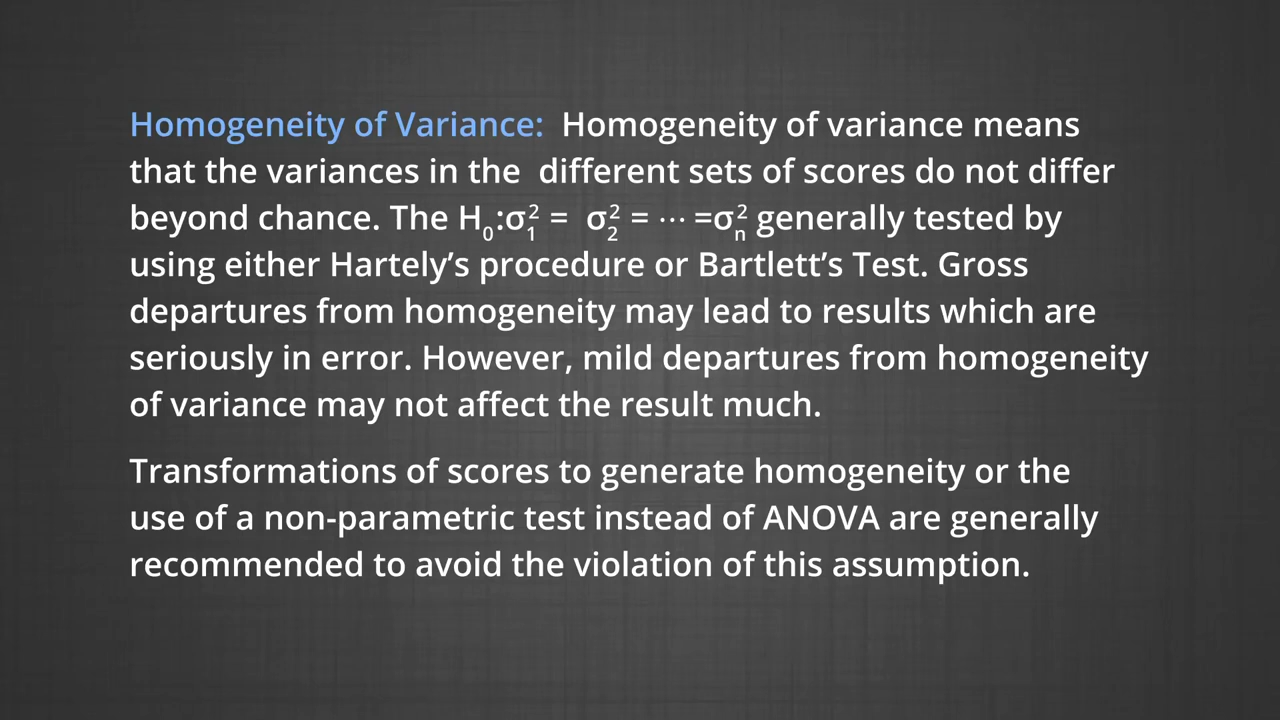 Homogeneity of Variance: Homogeneity of variance means
that the variances in the different sets of scores do not differ
beyond chance. The H₀:σ₁² = σ₂² = ⋯ =σₙ² generally tested by
using either Hartely’s procedure or Bartlett’s Test. Gross
departures from homogeneity may lead to results which are
seriously in error. However, mild departures from homogeneity
of variance may not affect the result much.
Transformations of scores to generate homogeneity or the
use of a non-parametric test instead of ANOVA are generally
recommended to avoid the violation of this assumption.